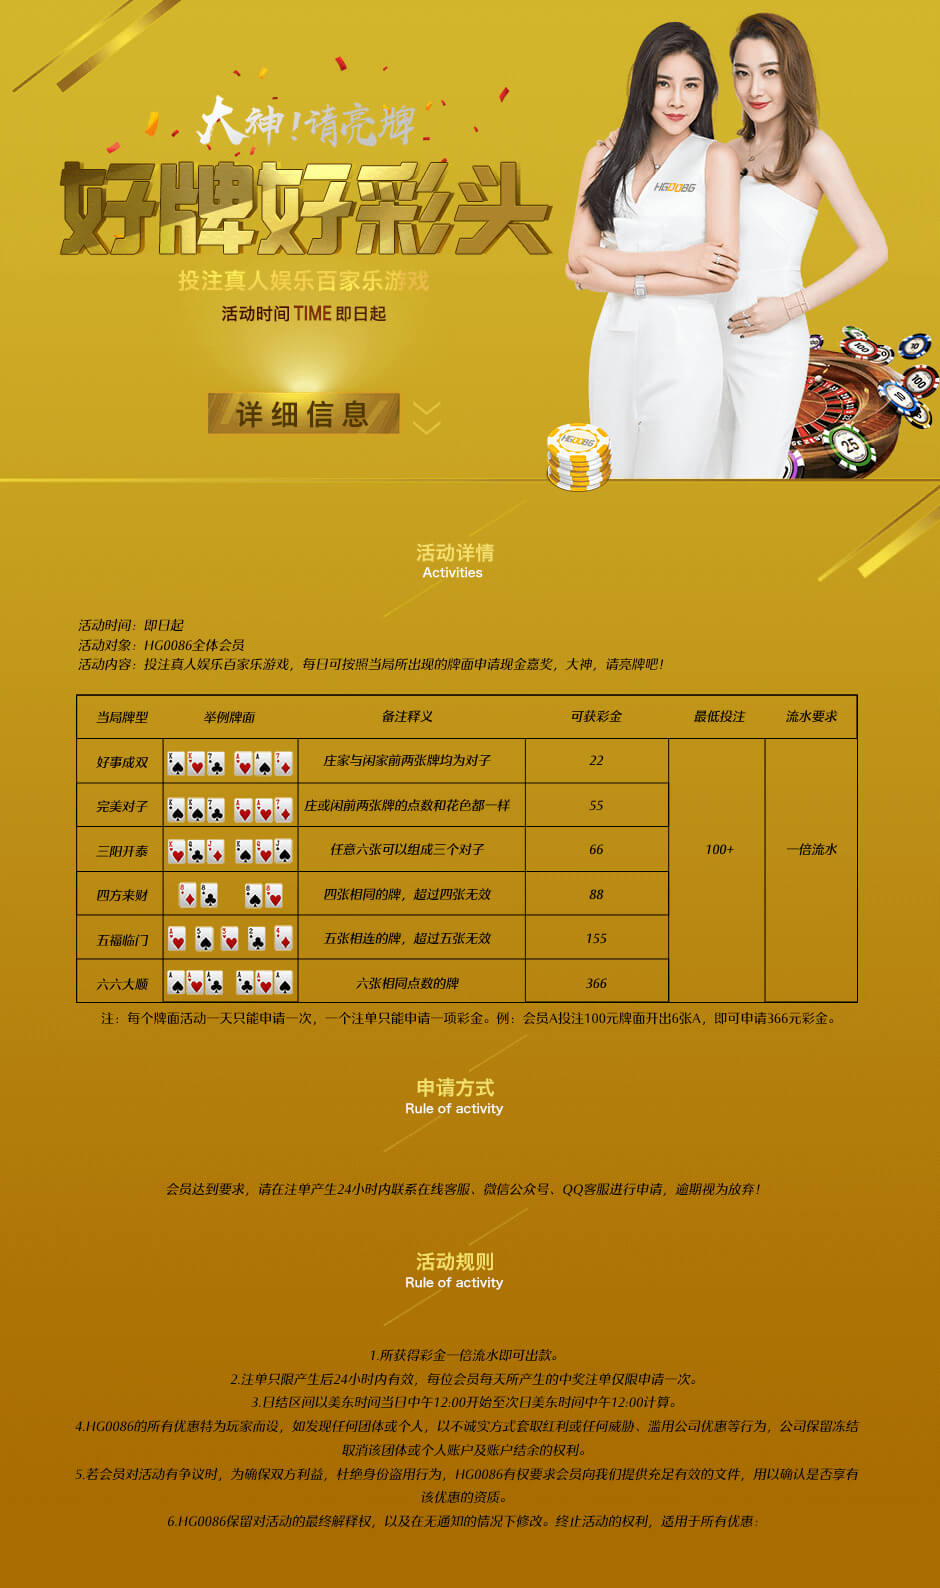 大神！请亮牌
HG0086
好牌好彩头
投注真人娱乐百家乐游戏
活动时间 TIME 即日起
详细信息
HG0086
100
10
100
50
25
活动详情
Activities
活动时间：即日起
活动对象：HG0086全体会员
活动内容：投注真人娱乐百家乐游戏，每日可按照当局所出现的牌面申请现金嘉奖，大神，请亮牌吧！
当局牌型 举例牌面 备注释义 可获彩金 最低投注 流水要求
好事成双 K K 7 A A 7 庄家与闲家前两张牌均为对子 22
完美对子 K K 7 A A 7 庄或闲前两张牌的点数和花色都一样 55
三阳开泰 K Q J K Q J 任意六张可以组成三个对子 66 100+ 一倍流水
四方来财 8 8 8 8 四张相同的牌，超过四张无效 88
五福临门 A 5 3 2 4 五张相连的牌，超过五张无效 155
六六大顺 A A A A A A 六张相同点数的牌 366
注：每个牌面活动一天只能申请一次，一个注单只能申请一项彩金。例：会员A投注100元牌面开出6张A，即可申请366元彩金。
申请方式
Rule of activity
会员达到要求，请在注单产生24小时内联系在线客服、微信公众号、QQ客服进行申请，逾期视为放弃！
活动规则
Rule of activity
1.所获得彩金一倍流水即可出款。
2.注单只限产生后24小时内有效，每位会员每天所产生的中奖注单仅限申请一次。
3.日结区间以美东时间当日中午12:00开始至次日美东时间中午12:00计算。
4.HG0086的所有优惠特为玩家而设，如发现任何团体或个人，以不诚实方式套取红利或任何威胁、滥用公司优惠等行为，公司保留冻结
取消该团体或个人账户及账户结余的权利。
5.若会员对活动有争议时，为确保双方利益，杜绝身份盗用行为，HG0086有权要求会员向我们提供充足有效的文件，用以确认是否享有
该优惠的资质。
6.HG0086保留对活动的最终解释权，以及在无通知的情况下修改。终止活动的权利，适用于所有优惠：